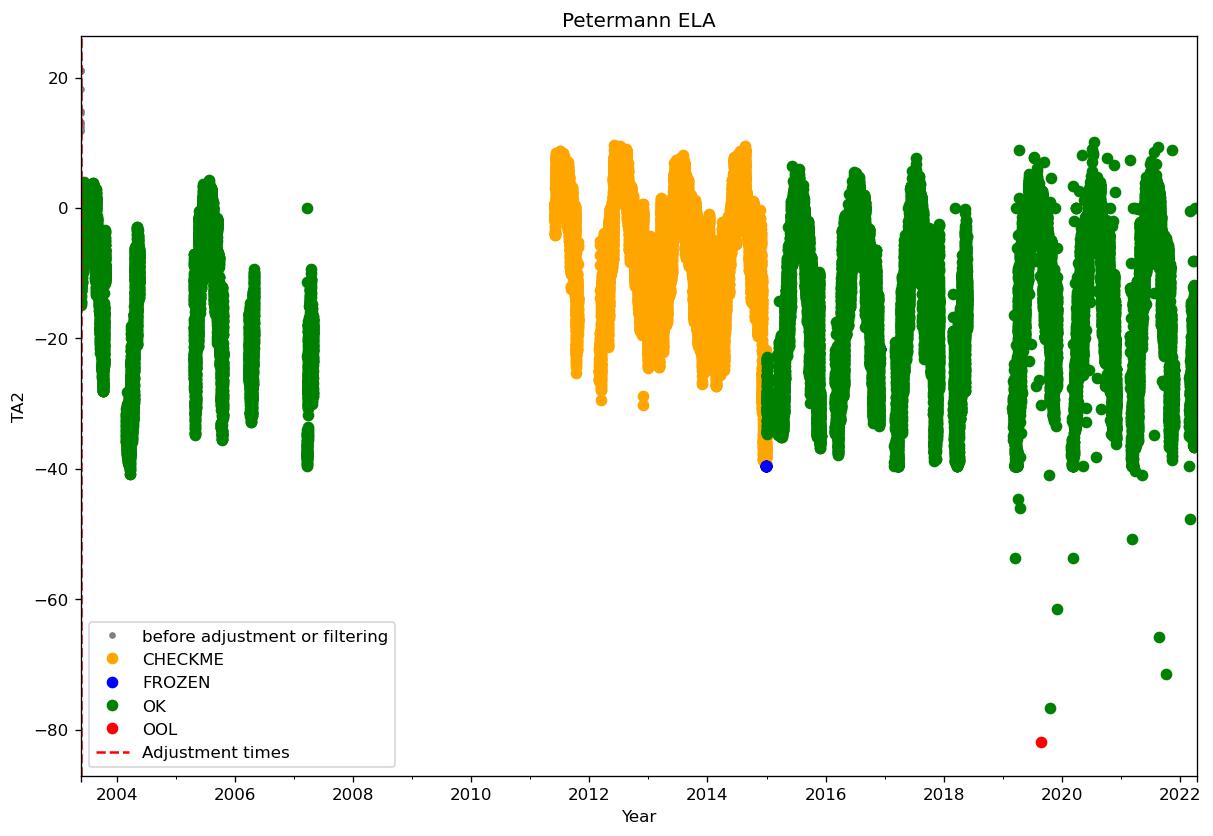 Petermann ELA
20
0
−20
−40
−60
−80
TA2
before adjustment or filtering
CHECKME
FROZEN
OK
OOL
Adjustment times
2004 2006 2008 2010 2012 2014 2016 2018 2020 2022
Year